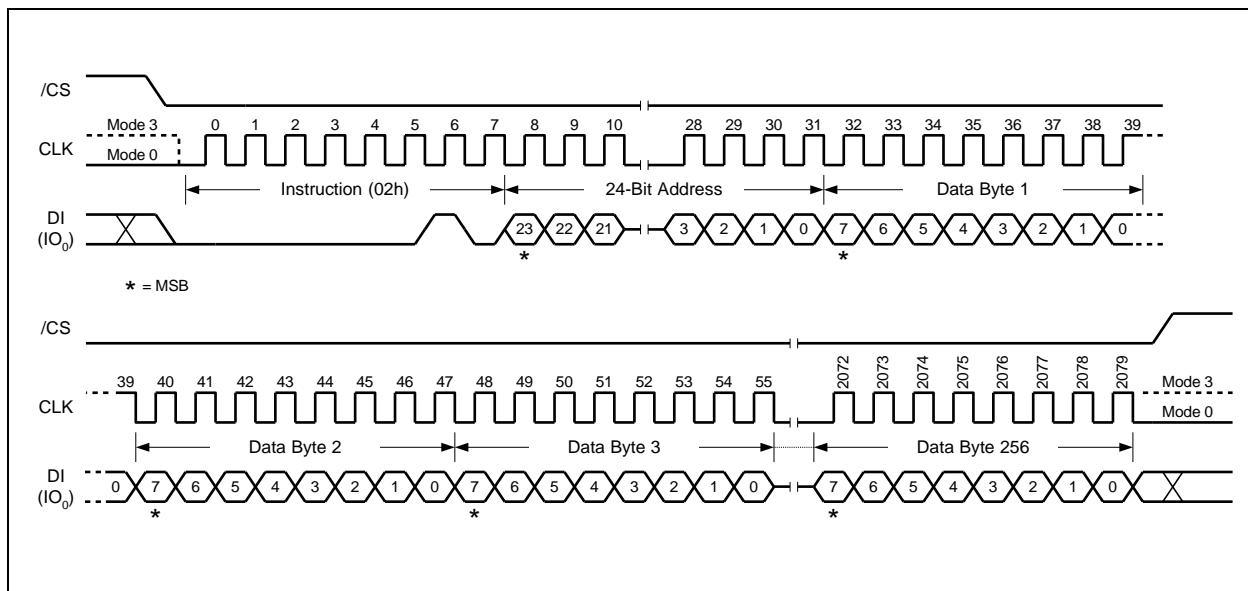 /CS
Mode 3 0 1 2 3 4 5 6 7 8 9 10 28 29 30 31 32 33 34 35 36 37 38 39
CLK Mode 0
Instruction (02h) 24-Bit Address Data Byte 1
DI
(IO0) 23 22 21 3 2 1 0 7 6 5 4 3 2 1 0
* *
* = MSB
/CS
39 40 41 42 43 44 45 46 47 48 49 50 51 52 53 54 55 2072 2073 2074 2075 2076 2077 2078 2079 Mode 3
CLK Mode 0
Data Byte 2 Data Byte 3 Data Byte 256
DI
(IO0) 0 7 6 5 4 3 2 1 0 7 6 5 4 3 2 1 0 7 6 5 4 3 2 1 0
* * *